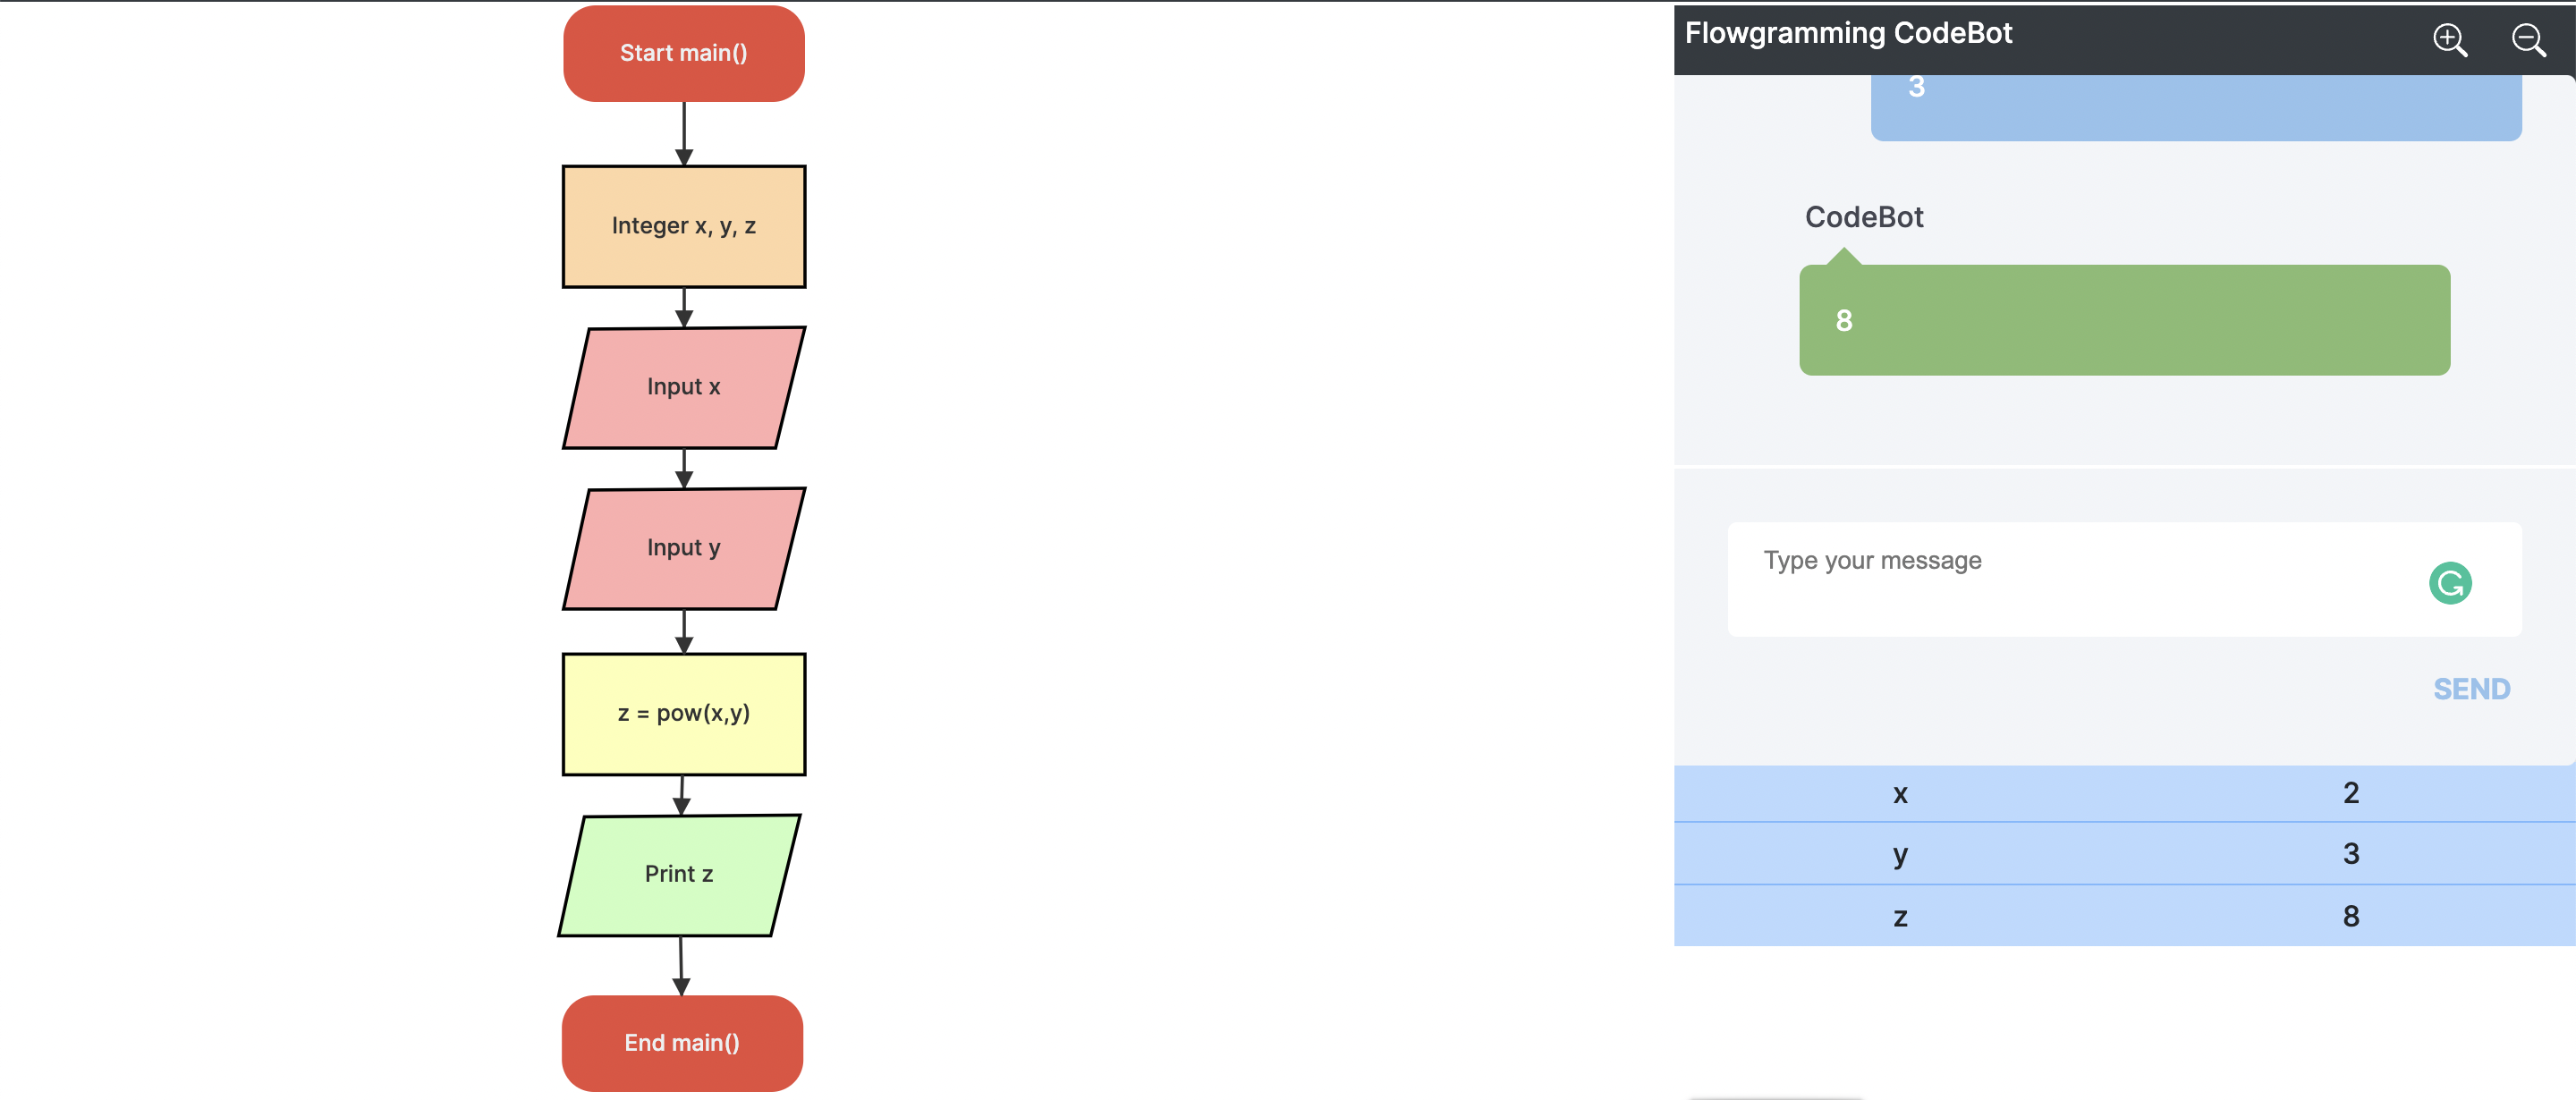 Start main()
Integer x, y, z
Input x
Input y
z = pow(x,y)
Print z
End main()
Flowgramming CodeBot
3
CodeBot
8
Type your message
SEND
x 2
y 3
z 8